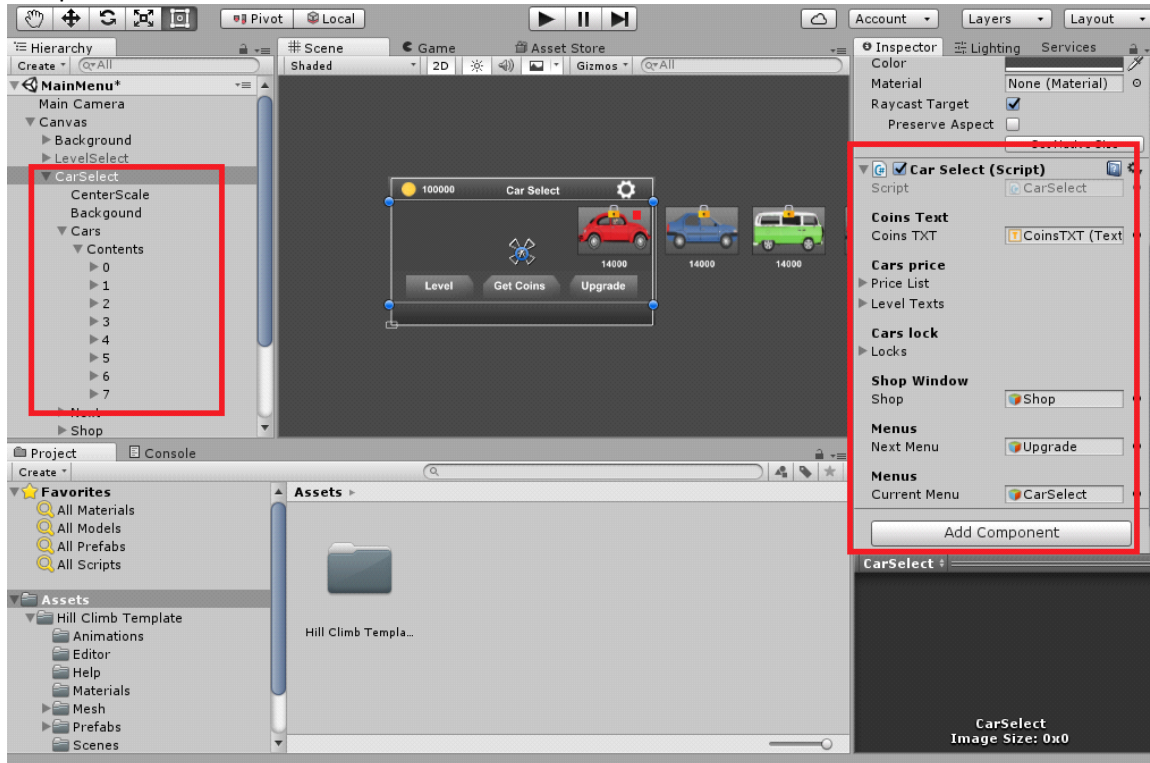 Pivot
Local
Account
Layers
Layout
Hierarchy
Create
All
MainMenu*
Main Camera
Canvas
Background
LevelSelect
CarSelect
CenterScale
Backgound
Cars
Contents
0
1
2
3
4
5
6
7
Next
Shop
Scene
Game
Asset Store
Shaded
2D
Gizmos
All
100000
Car Select
14000
14000
14000
Level
Get Coins
Upgrade
Inspector
Lighting
Services
Color
Material
None (Material)
Raycast Target
Preserve Aspect
Car Select (Script)
Script
CarSelect
Coins Text
Coins TXT
CoinsTXT (Text
Cars price
Price List
Level Texts
Cars lock
Locks
Shop Window
Shop
Shop
Menus
Next Menu
Upgrade
Menus
Current Menu
CarSelect
Add Component
CarSelect
CarSelect
Image Size: 0x0
Project
Console
Create
Favorites
All Materials
All Models
All Prefabs
All Scripts
Assets
Hill Climb Template
Animations
Editor
Help
Materials
Mesh
Prefabs
Scenes
Assets
Hill Climb Templa...